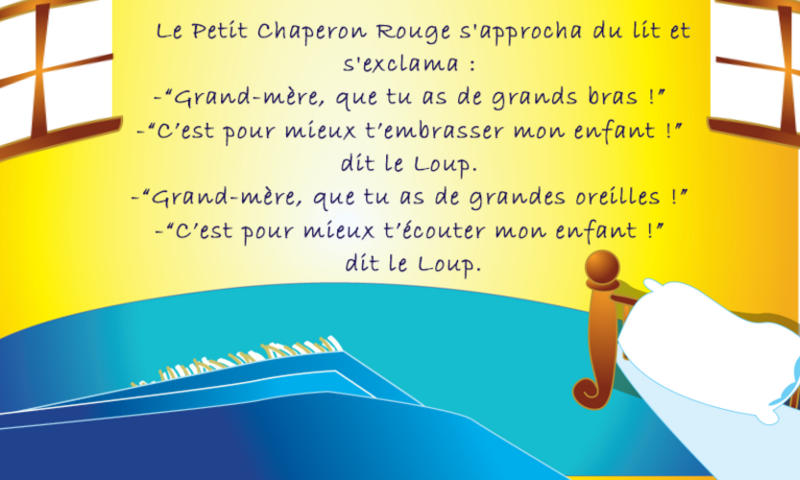 Le Petit Chaperon Rouge s'approcha du lit et
s'exclama :
-“Grand-mère, que tu as de grands bras !”
-“C’est pour mieux t’embrasser mon enfant !”
dit le Loup.
-“Grand-mère, que tu as de grandes oreilles !”
-“C’est pour mieux t’écouter mon enfant !”
dit le Loup.